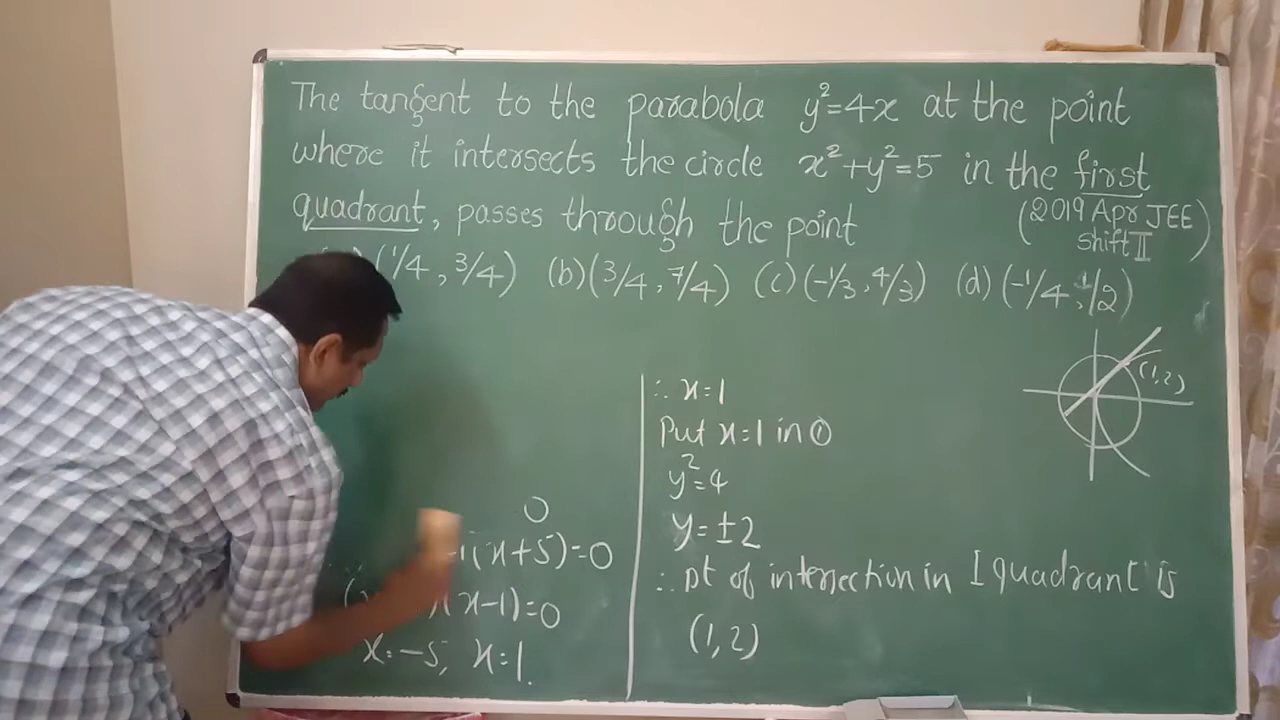 The tangent to the parabola y²=4x at the point
where it intersects the circle x²+y²=5 in the first
quadrant, passes through the point
(2019 Apr JEE
shift II)
(1/4, 3/4) (b)(3/4, 7/4) (c)(-1/3, 4/3) (d)(-1/4, 1/2)
(1,2)
0
-1(x+5)=0
(x-1)=0
x=-5, x=1.
∴ x=1
Put x=1 in ①
y²=4
y=±2
∴ pt of intersection in I quadrant is
(1,2)